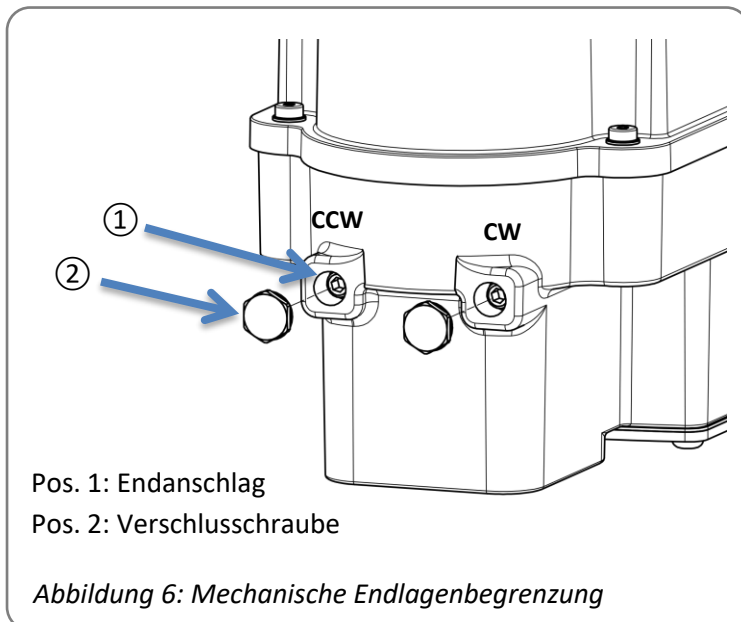 ①
CCW
CW
②
Pos. 1: Endanschlag
Pos. 2: Verschlusschraube
Abbildung 6: Mechanische Endlagenbegrenzung